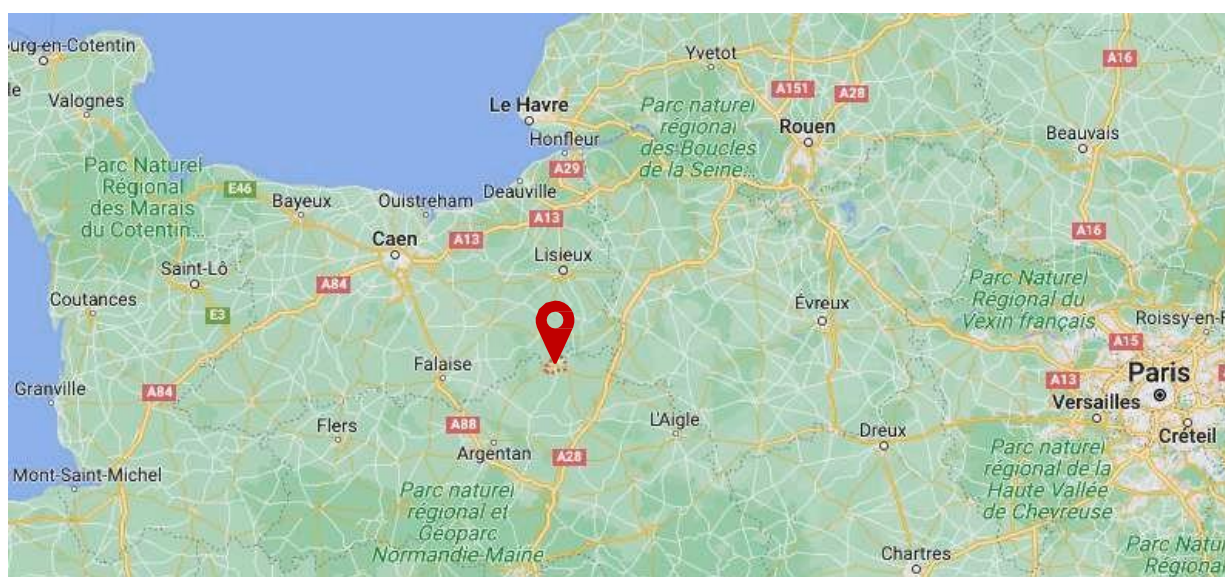 urg-en-Cotentin
Valognes
le
Yvetot
A16
A151
A28
Le Havre
Parc naturel
régional
des Boucles
de la Seine...
Rouen
Beauvais
Honfleur
A29
Parc Naturel
Régional
des Marais
du Cotentin...
E46
Deauville
Bayeux
Ouistreham
A13
A13
Caen
Lisieux
A16
Saint-Lô
A84
Parc Naturel
Régional du
Vexin français
Coutances
E3
Évreux
Roissy-en-F
A15
Falaise
Paris
A13
Granville
A84
Versailles
Flers
A88
L'Aigle
Dreux
Créteil
Argentan
A28
Parc naturel
régional de la
Haute Vallée
de Chevreuse
Mont-Saint-Michel
Parc naturel
régional et
Géoparc
Normandie-Maine
Chartres
Parc Natur
Régional